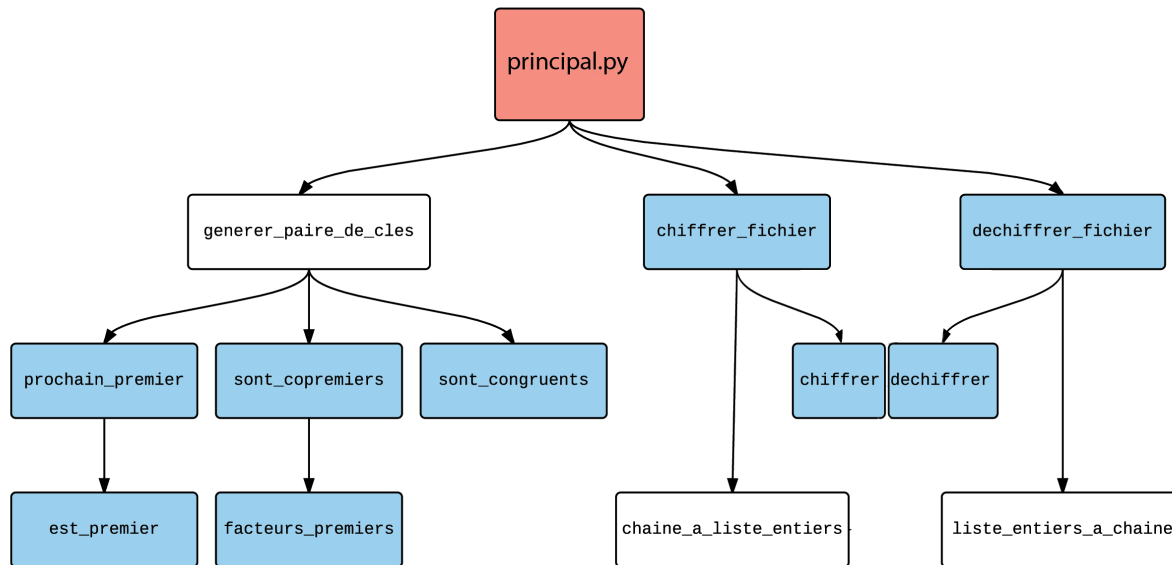 principal.py
generer_paire_de_cles
chiffrer_fichier
dechiffrer_fichier
prochain_premier
sont_copremiers
sont_congruents
chiffrer
dechiffrer
est_premier
facteurs_premiers
chaine_a_liste_entiers
liste_entiers_a_chaine